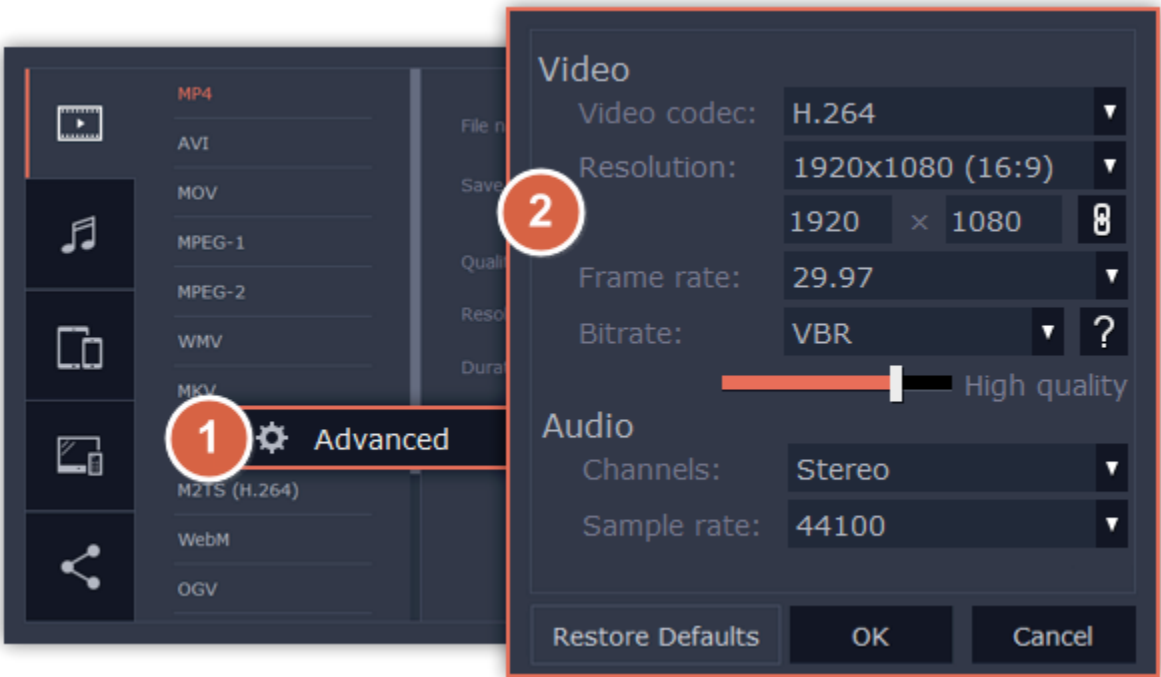 MP4
AVI
MOV
MPEG-1
MPEG-2
WMV
MKV
M2TS (H.264)
WebM
OGV
File n
Save
Quali
Resol
Durat
1
Advanced
2
Video
Video codec: H.264
Resolution: 1920x1080 (16:9)
1920 × 1080
Frame rate: 29.97
Bitrate: VBR ?
High quality
Audio
Channels: Stereo
Sample rate: 44100
Restore Defaults OK Cancel